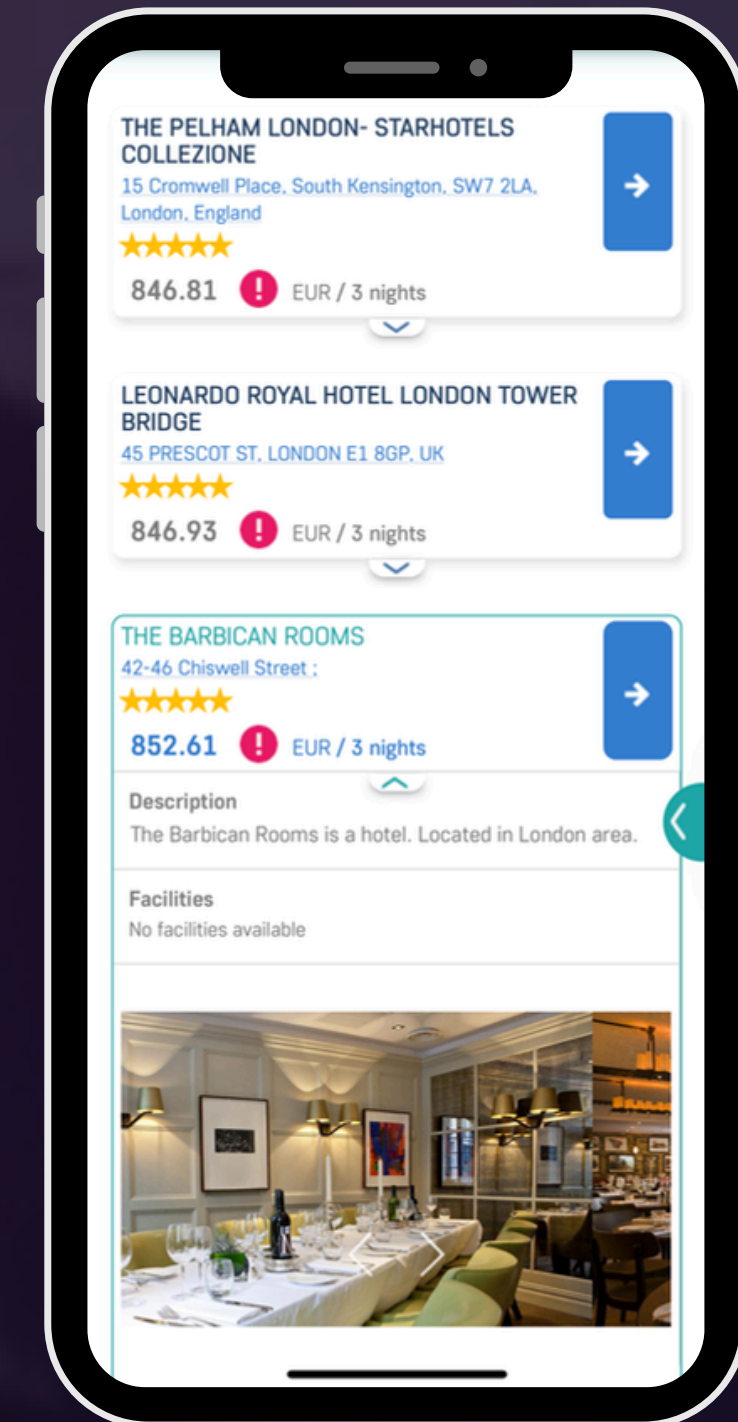 THE PELHAM LONDON- STARHOTELS
COLLEZIONE
15 Cromwell Place, South Kensington, SW7 2LA,
London, England
846.81 ! EUR / 3 nights
LEONARDO ROYAL HOTEL LONDON TOWER
BRIDGE
45 PRESCOT ST, LONDON E1 8GP, UK
846.93 ! EUR / 3 nights
THE BARBICAN ROOMS
42-46 Chiswell Street ;
852.61 ! EUR / 3 nights
Description
The Barbican Rooms is a hotel. Located in London area.
Facilities
No facilities available